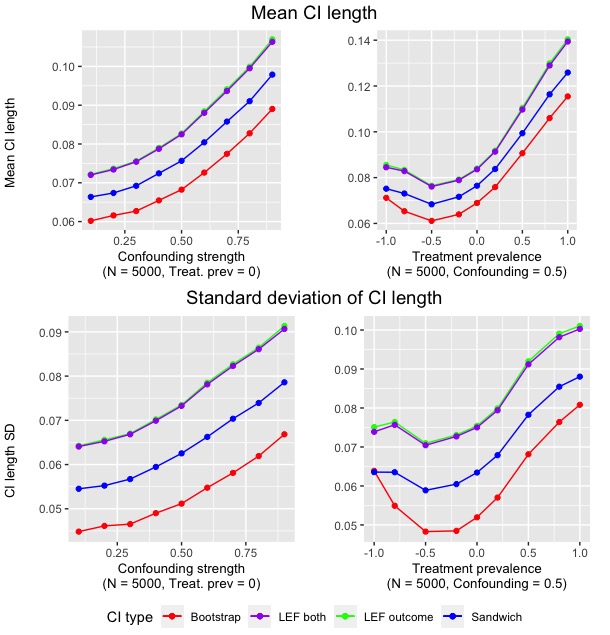 Mean CI length
Mean CI length
0.10
0.09
0.08
0.07
0.06
0.25 0.50 0.75
Confounding strength
(N = 5000, Treat. prev = 0)
0.14
0.12
0.10
0.08
0.06
-1.0 -0.5 0.0 0.5 1.0
Treatment prevalence
(N = 5000, Confounding = 0.5)
Standard deviation of CI length
CI length SD
0.09
0.08
0.07
0.06
0.05
0.25 0.50 0.75
Confounding strength
(N = 5000, Treat. prev = 0)
0.10
0.09
0.08
0.07
0.06
0.05
-1.0 -0.5 0.0 0.5 1.0
Treatment prevalence
(N = 5000, Confounding = 0.5)
CI type Bootstrap LEF both LEF outcome Sandwich